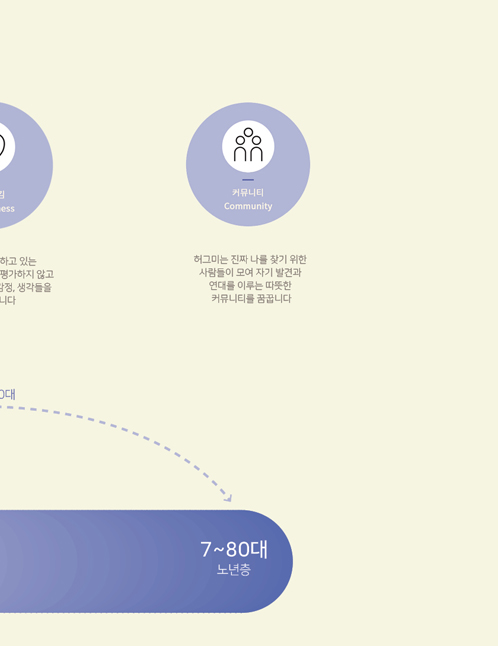 ess
커뮤니티
Community
하고 있는
평가하지 않고
감정, 생각들을
니다
허그미는 진짜 나를 찾기 위한
사람들이 모여 자기 발견과
연대를 이루는 따뜻한
커뮤니티를 꿈꿉니다
0대
7~80대
노년층